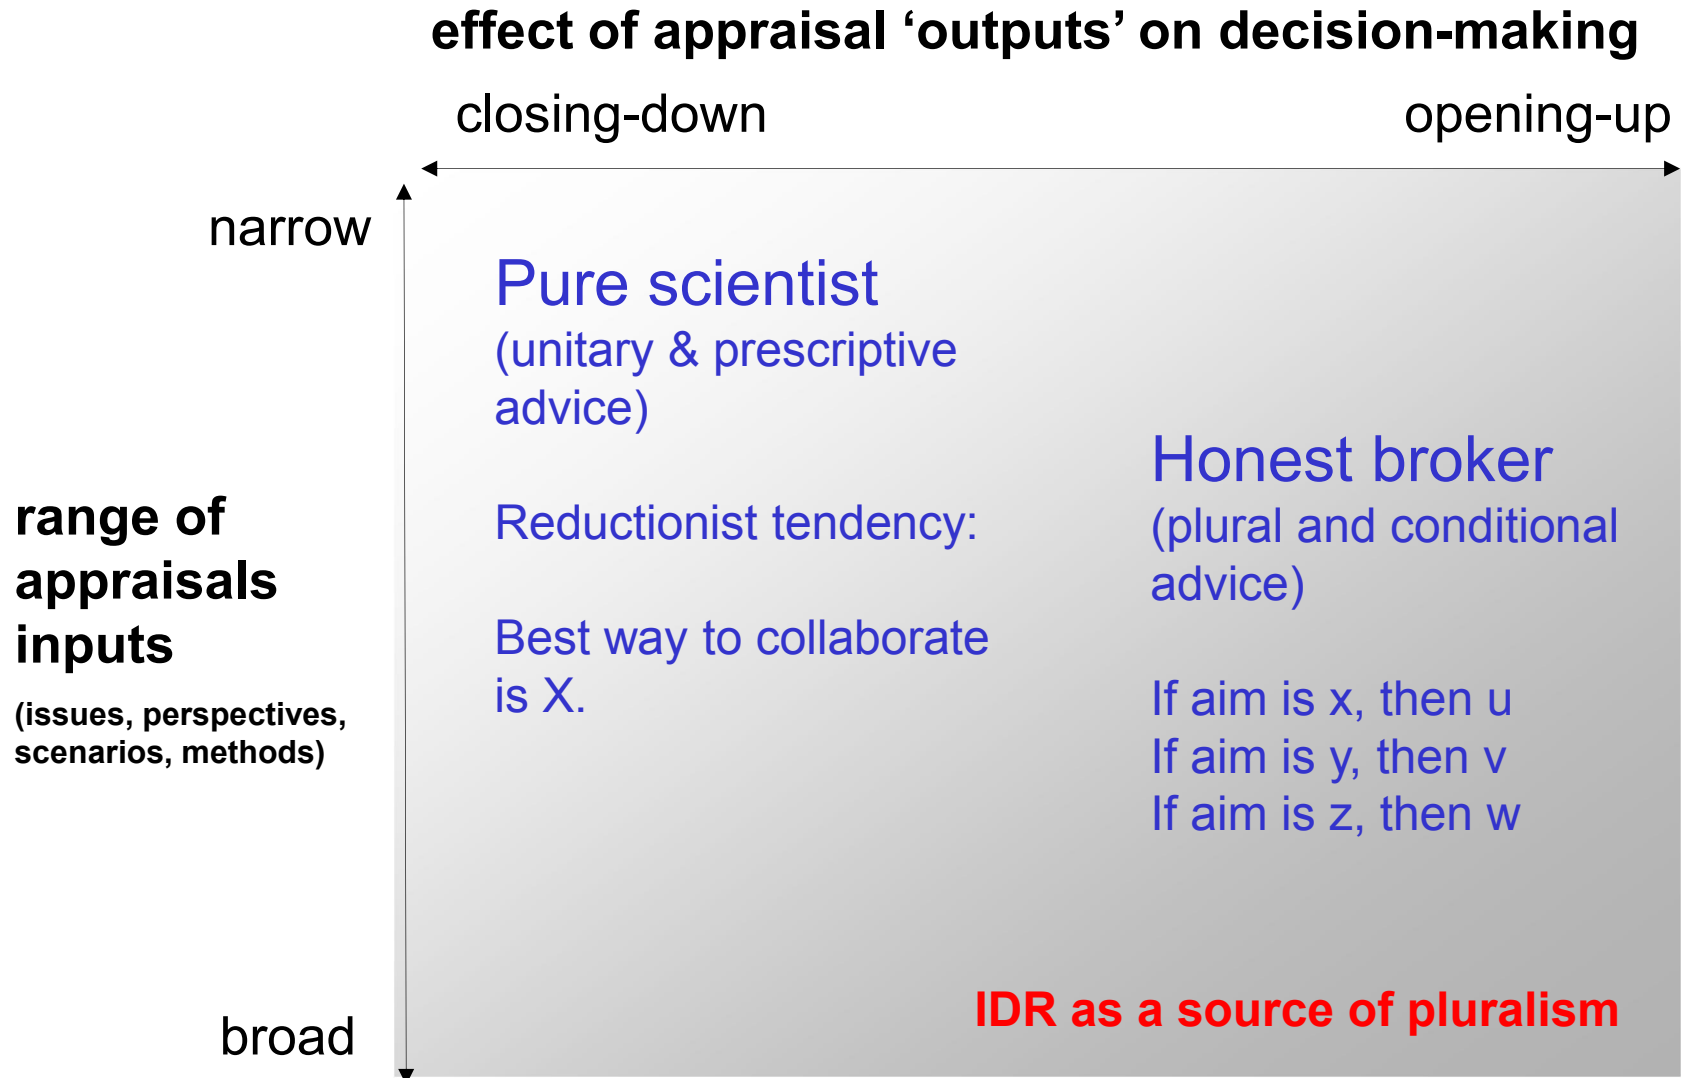 effect of appraisal ‘outputs’ on decision-making
closing-down
opening-up
narrow
Pure scientist
(unitary & prescriptive
advice)
Reductionist tendency:
Best way to collaborate
is X.
Honest broker
(plural and conditional
advice)
If aim is x, then u
If aim is y, then v
If aim is z, then w
range of
appraisals
inputs
(issues, perspectives,
scenarios, methods)
IDR as a source of pluralism
broad